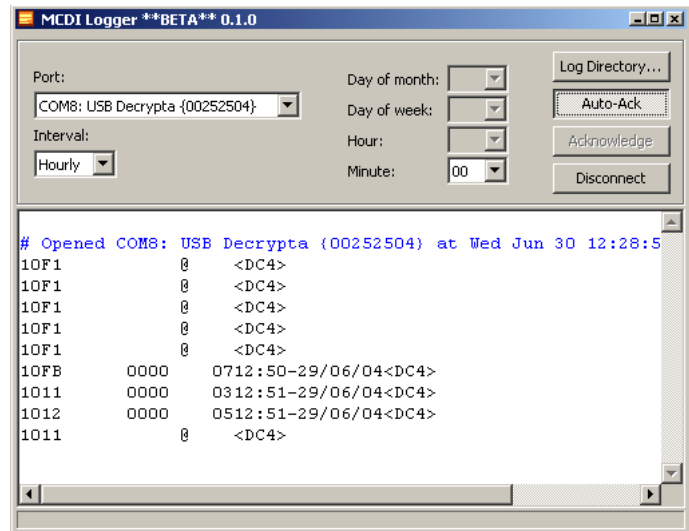 MCDI Logger **BETA** 0.1.0
Port:
COM8: USB Decrypta {00252504}
Interval:
Hourly
Day of month:
Day of week:
Hour:
Minute:
00
Log Directory...
Auto-Ack
Acknowledge
Disconnect
# Opened COM8: USB Decrypta {00252504} at Wed Jun 30 12:28:5
10F1 @ <DC4>
10F1 @ <DC4>
10F1 @ <DC4>
10F1 @ <DC4>
10F1 @ <DC4>
10FB 0000 0712:50-29/06/04<DC4>
1011 0000 0312:51-29/06/04<DC4>
1012 0000 0512:51-29/06/04<DC4>
1011 @ <DC4>